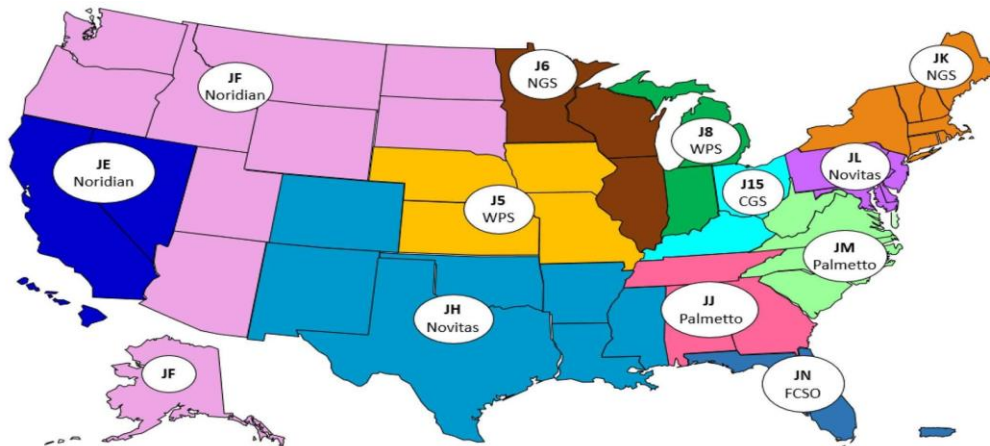 JF
Noridian
J6
NGS
JK
NGS
JE
Noridian
J8
WPS
JL
Novitas
J15
CGS
J5
WPS
JM
Palmetto
JH
Novitas
JJ
Palmetto
JF
JN
FCSO